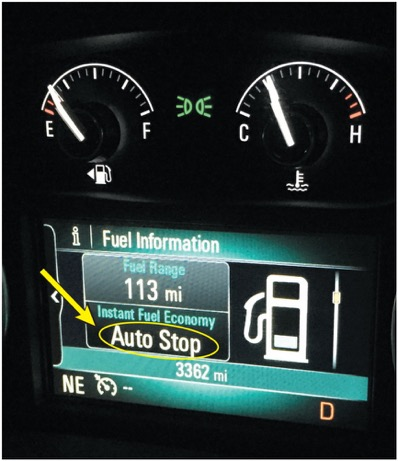 E F
C H
i Fuel Information
Fuel Range
113 mi
Instant Fuel Economy
Auto Stop
3362 mi
NE --
D